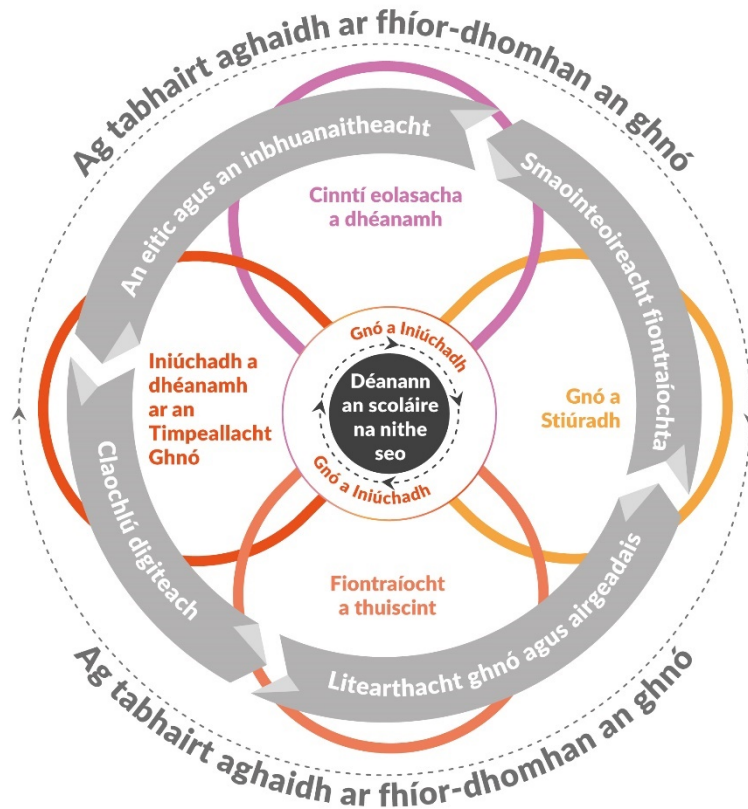 Ag tabhairt aghaidh ar fhíor-dhomhan an ghnó
An eitic agus an inbhuanaitheacht
Smaointeoireacht fiontraíochta
Cinntí eolasacha
a dhéanamh
Iniúchadh a
dhéanamh
ar an
Timpeallacht
Ghnó
Gnó a Iniúchadh
Déanann
an scoláire
na nithe
seo
Gnó a Iniúchadh
Gnó a
Stiúradh
Claochlú digiteach
Fiontraíocht
a thuiscint
Litearthacht ghnó agus airgeadais
Ag tabhairt aghaidh ar fhíor-dhomhan an ghnó